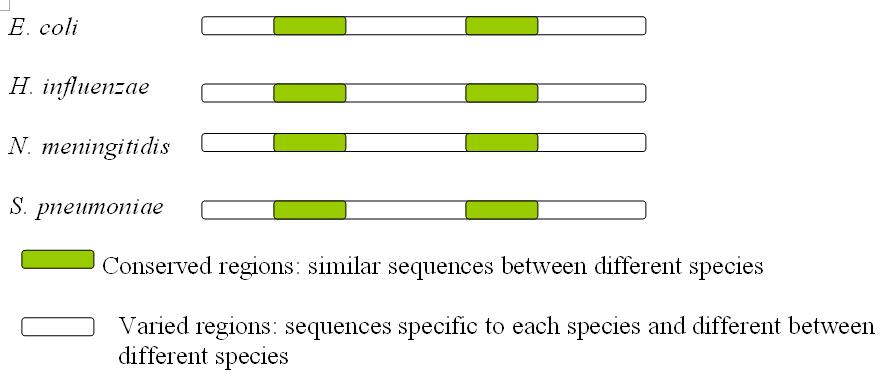 E. coli
H. influenzae
N. meningitidis
S. pneumoniae
Conserved regions: similar sequences between different species
Varied regions: sequences specific to each species and different between
different species